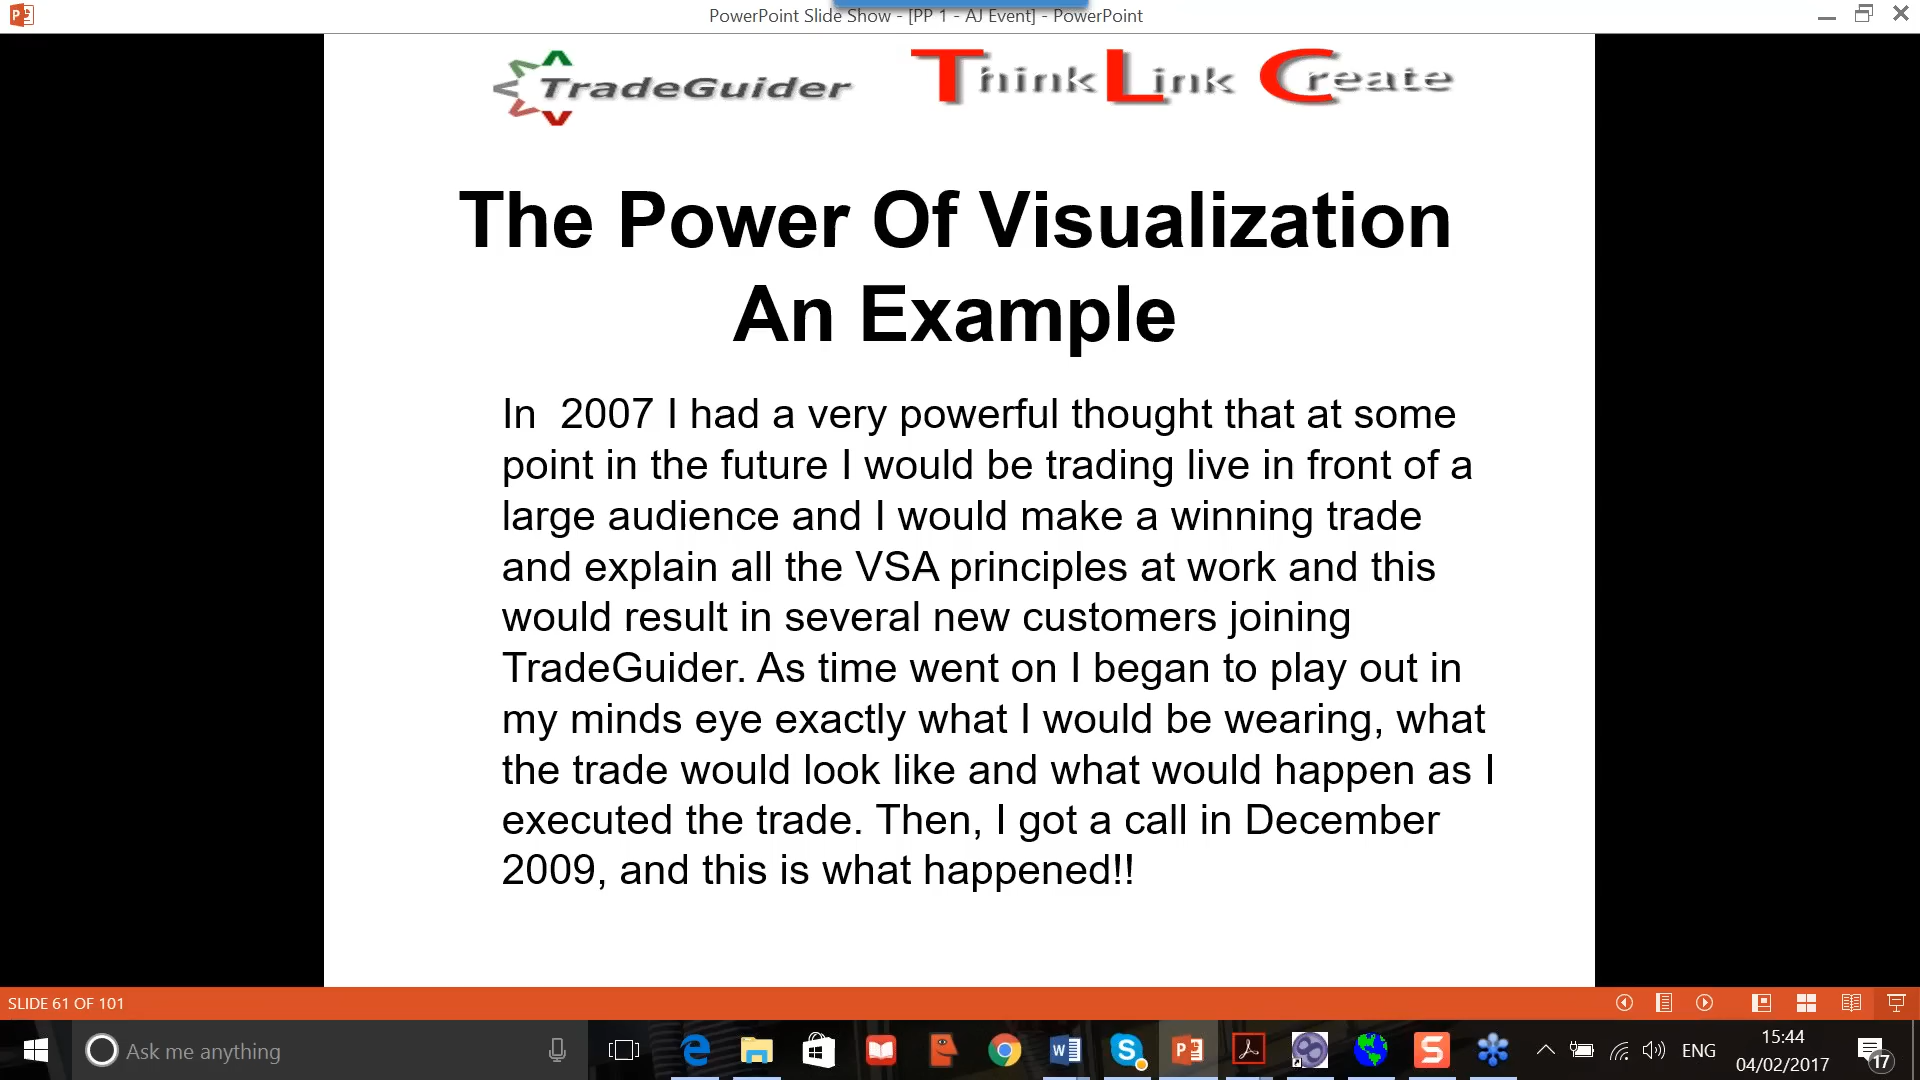 PowerPoint Slide Show - [PP 1 - AJ Event] - PowerPoint
TradeGuider Think Link Create
The Power Of Visualization
An Example
In  2007 I had a very powerful thought that at some
point in the future I would be trading live in front of a
large audience and I would make a winning trade
and explain all the VSA principles at work and this
would result in several new customers joining
TradeGuider. As time went on I began to play out in
my minds eye exactly what I would be wearing, what
the trade would look like and what would happen as I
executed the trade. Then, I got a call in December
2009, and this is what happened!!
SLIDE 61 OF 101
Ask me anything
ENG
15:44
04/02/2017
17